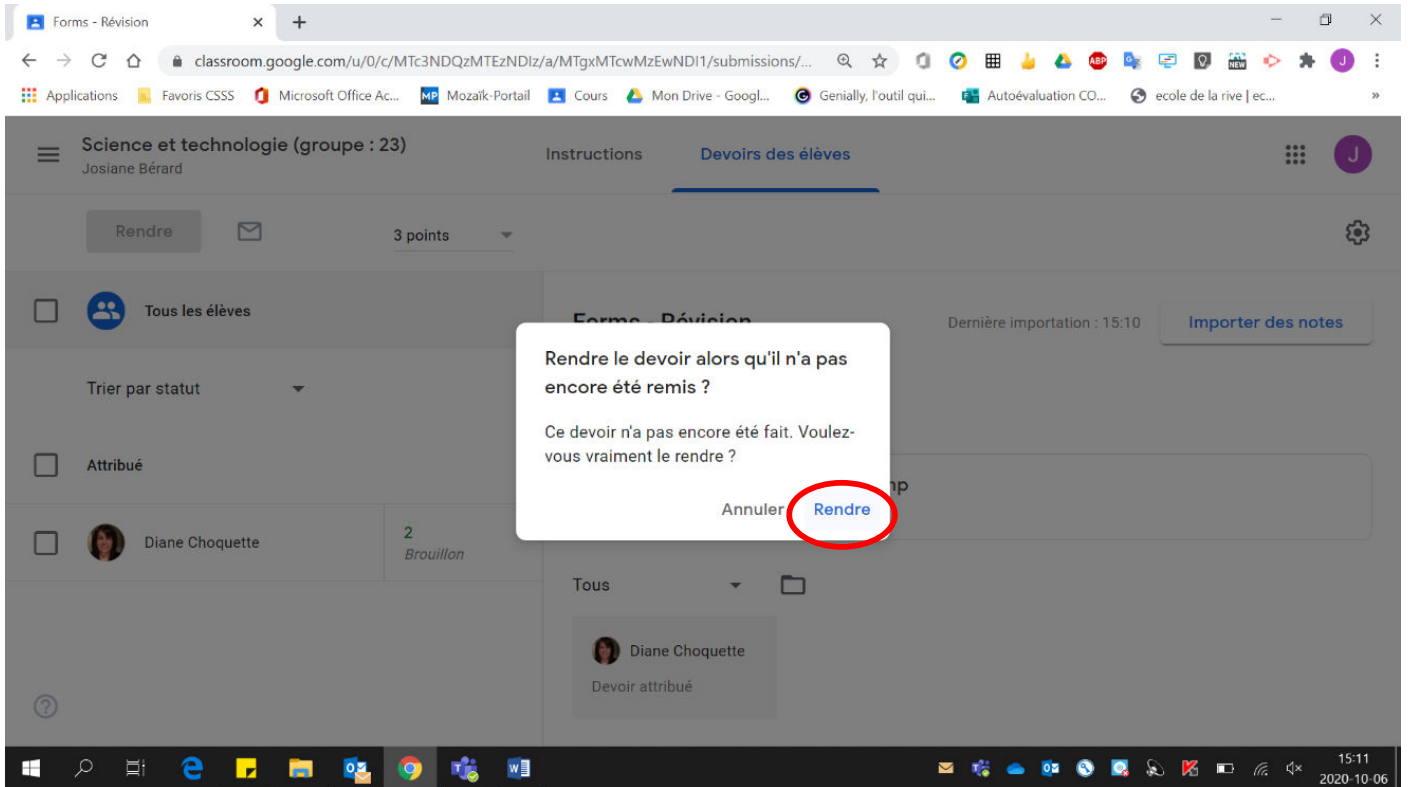 Forms - Révision
classroom.google.com/u/0/c/MTc3NDQzMTEzNDIz/a/MTgxMTcwMzEwNDI1/submissions/...
Applications Favoris CSSS Microsoft Office Ac... Mozaïk-Portail Cours Mon Drive - Googl... Genially, l'outil qui... Autoévaluation CO... ecole de la rive | ec... »
Science et technologie (groupe : 23)
Josiane Bérard
Instructions Devoirs des élèves
J
Rendre 3 points
Tous les élèves
Forms - Révision Dernière importation : 15:10 Importer des notes
Rendre le devoir alors qu'il n'a pas
encore été remis ?
Trier par statut
Ce devoir n'a pas encore été fait. Voulez-
vous vraiment le rendre ?
Attribué
Annuler Rendre
Diane Choquette 2
Brouillon
Tous
Diane Choquette
Devoir attribué
15:11
2020-10-06